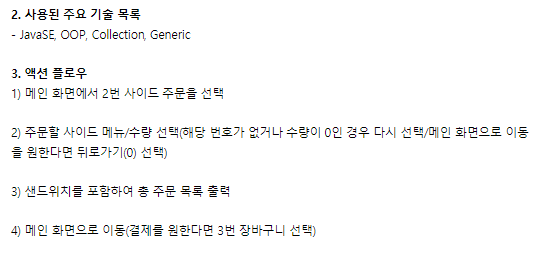 2. 사용된 주요 기술 목록
- JavaSE, OOP, Collection, Generic
3. 액션 플로우
1) 메인 화면에서 2번 사이드 주문을 선택
2) 주문할 사이드 메뉴/수량 선택(해당 번호가 없거나 수량이 0인 경우 다시 선택/메인 화면으로 이동
을 원한다면 뒤로가기(0) 선택)
3) 샌드위치를 포함하여 총 주문 목록 출력
4) 메인 화면으로 이동(결제를 원한다면 3번 장바구니 선택)